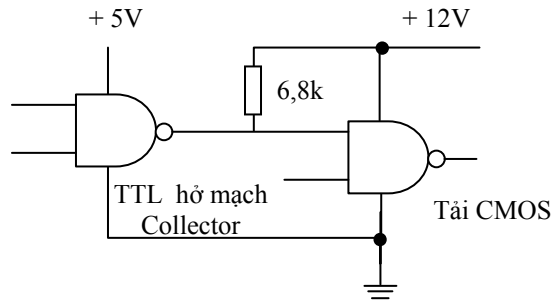 + 5V
+ 12V
6,8k
TTL hở mạch
Collector
Tải CMOS